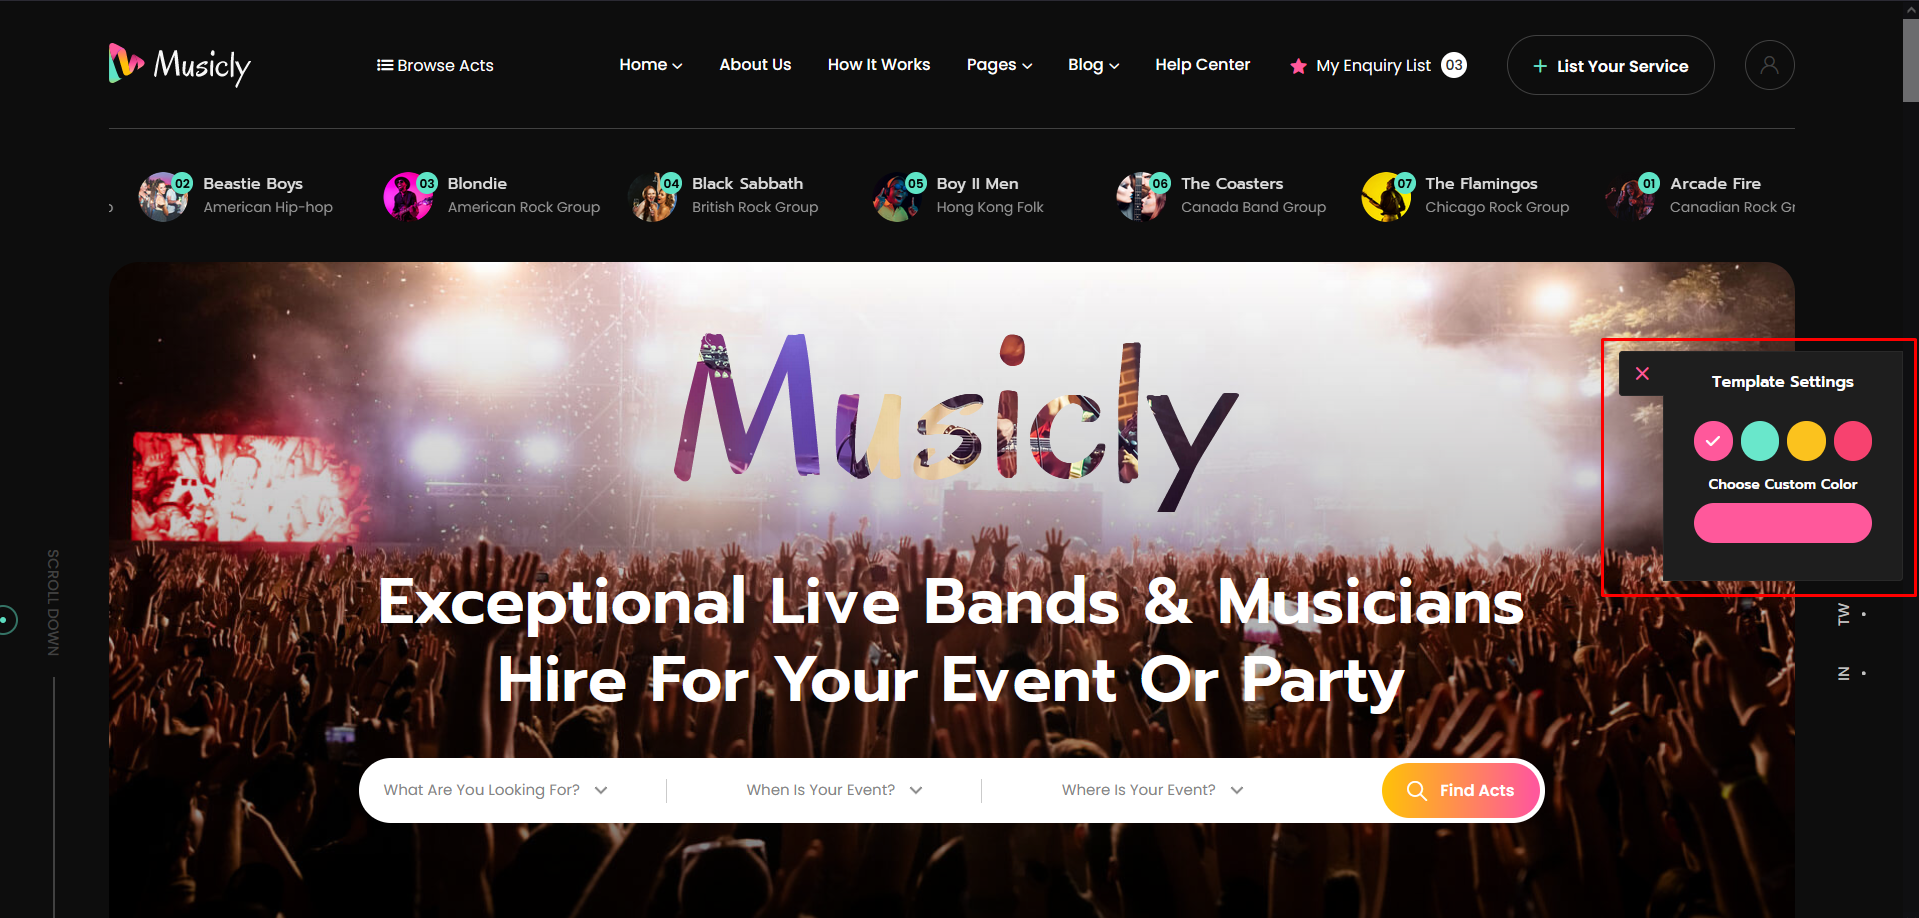 Musicly
Browse Acts
Home
About Us
How It Works
Pages
Blog
Help Center
My Enquiry List 03
+ List Your Service
02 Beastie Boys
American Hip-hop
03 Blondie
American Rock Group
04 Black Sabbath
British Rock Group
05 Boy II Men
Hong Kong Folk
06 The Coasters
Canada Band Group
07 The Flamingos
Chicago Rock Group
01 Arcade Fire
Canadian Rock
Musicly
Template Settings
Choose Custom Color
SCROLL DOWN
Exceptional Live Bands & Musicians
Hire For Your Event Or Party
TW
IN
What Are You Looking For?
When Is Your Event?
Where Is Your Event?
Find Acts